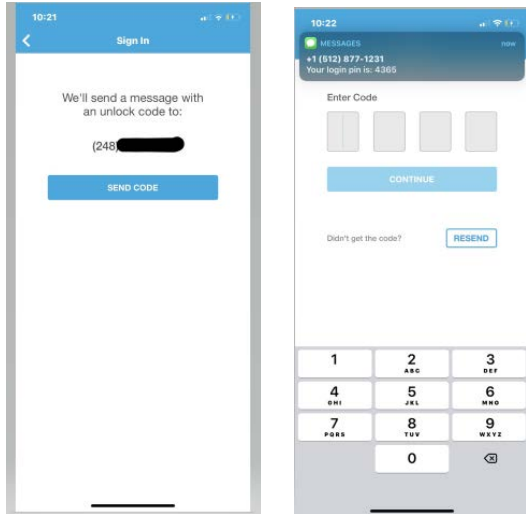 10:21
Sign In
We'll send a message with
an unlock code to:
(248)
SEND CODE
10:22
MESSAGES
now
+1 (512) 877-1231
Your login pin is: 4365
Enter Code
CONTINUE
Didn't get the code?
RESEND
1
2
ABC
3
DEF
4
GHI
5
JKL
6
MNO
7
PQRS
8
TUV
9
WXYZ
0